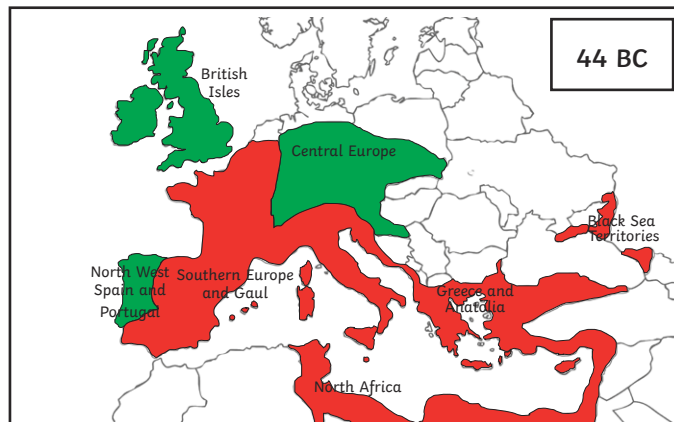 44 BC
British
Isles
Central Europe
Black Sea
Territories
North West
Spain and
Portugal
Southern Europe
and Gaul
Greece and
Anatolia
North Africa